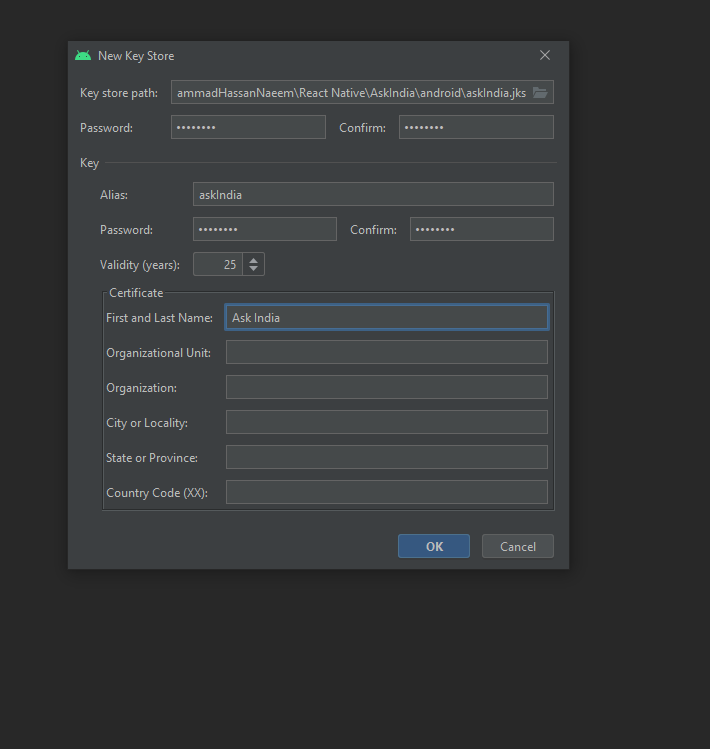 New Key Store
Key store path: ammadHassanNaeem\React Native\AskIndia\android\askIndia.jks
Password: •••••••• Confirm: ••••••••
Key
Alias: askIndia
Password: •••••••• Confirm: ••••••••
Validity (years): 25
Certificate
First and Last Name: Ask India
Organizational Unit:
Organization:
City or Locality:
State or Province:
Country Code (XX):
OK Cancel